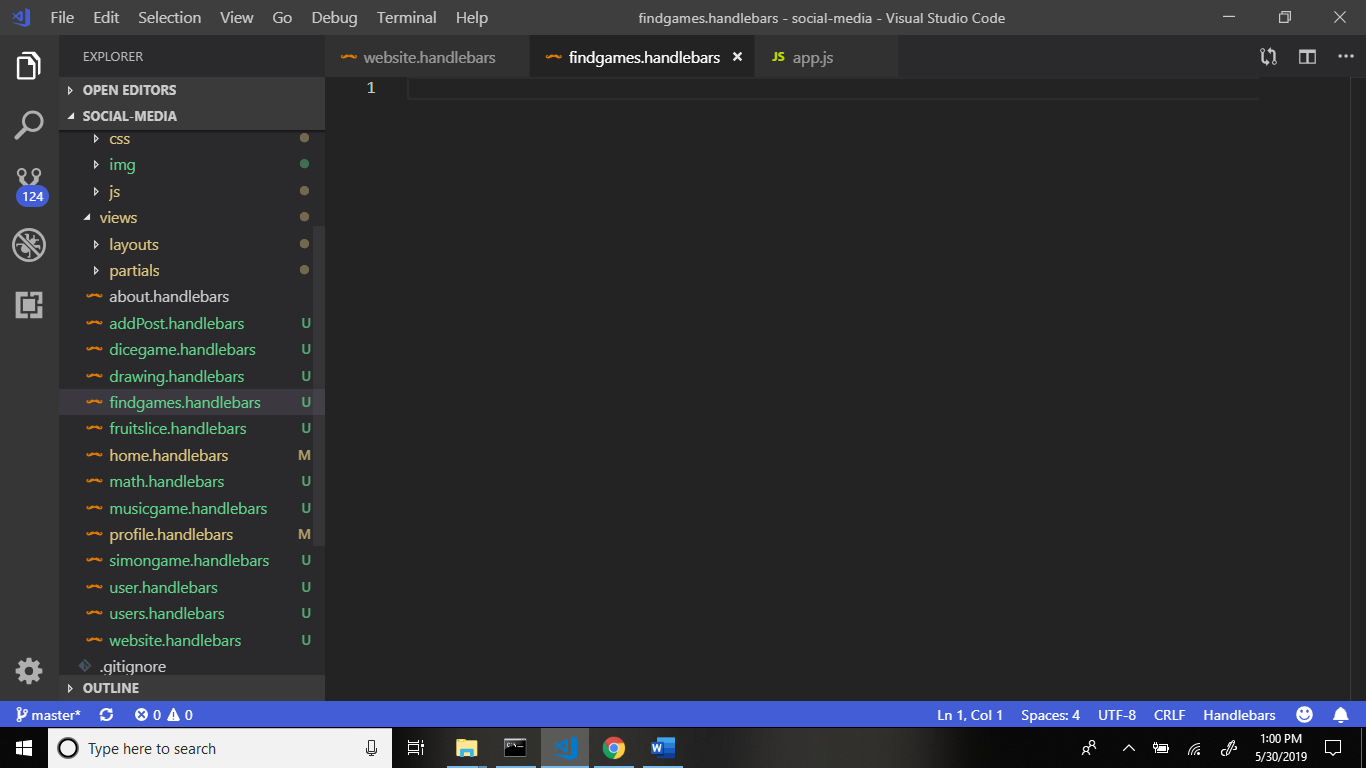 File Edit Selection View Go Debug Terminal Help findgames.handlebars - social-media - Visual Studio Code
EXPLORER
website.handlebars findgames.handlebars JS app.js
OPEN EDITORS
SOCIAL-MEDIA
1
css
img
js
124
views
layouts
partials
about.handlebars
addPost.handlebars U
dicegame.handlebars U
drawing.handlebars U
findgames.handlebars U
fruitslice.handlebars U
home.handlebars M
math.handlebars U
musicgame.handlebars U
profile.handlebars M
simongame.handlebars U
user.handlebars U
users.handlebars U
website.handlebars U
.gitignore
OUTLINE
master* 0 0 Ln 1, Col 1 Spaces: 4 UTF-8 CRLF Handlebars
Type here to search
1:00 PM
5/30/2019